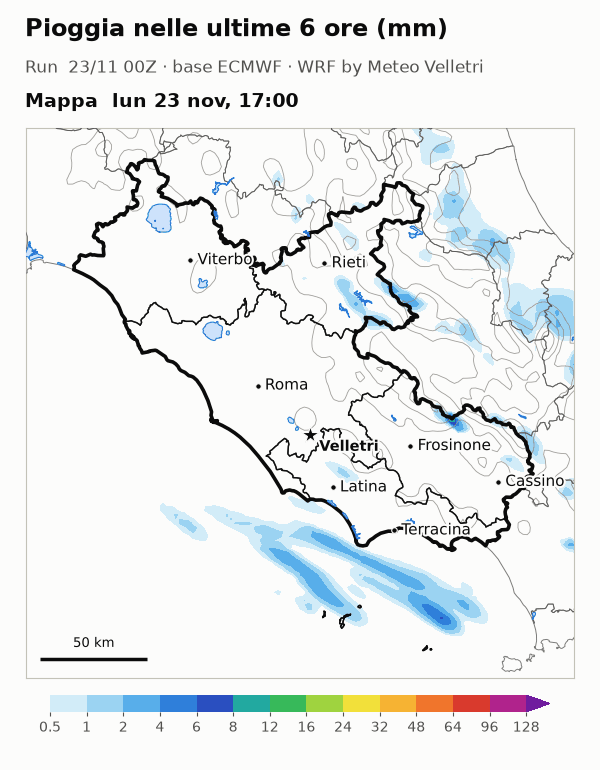 Pioggia nelle ultime 6 ore (mm)
Run 23/11 00Z · base ECMWF · WRF by Meteo Velletri
Mappa lun 23 nov, 17:00
Viterbo
Rieti
Roma
Velletri
Frosinone
Cassino
Latina
Terracina
50 km
0.5 1 2 4 6 8 12 16 24 32 48 64 96 128